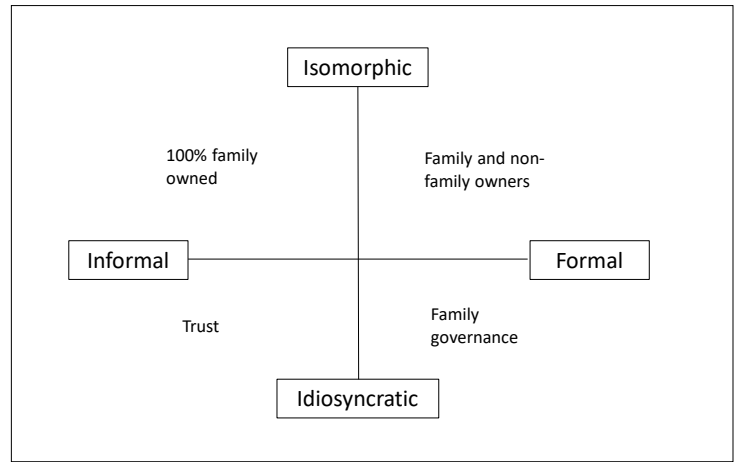 Isomorphic
100% family
owned
Family and non-
family owners
Informal
Formal
Trust
Family
governance
Idiosyncratic